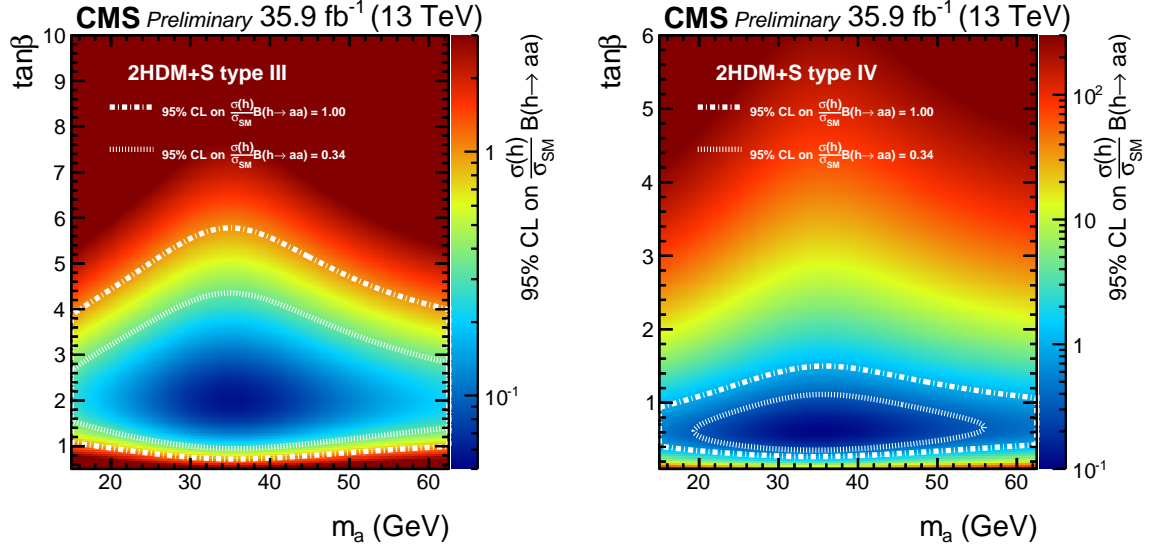 CMS Preliminary 35.9 fb⁻¹ (13 TeV)
tanβ
10
9
8
7
6
5
4
3
2
1
2HDM+S type III
95% CL on σ(h)/σSM B(h→ aa) = 1.00
95% CL on σ(h)/σSM B(h→ aa) = 0.34
20 30 40 50 60
mₐ (GeV)
1
10⁻¹
95% CL on σ(h)/σSM B(h→ aa)
CMS Preliminary 35.9 fb⁻¹ (13 TeV)
tanβ
6
5
4
3
2
1
2HDM+S type IV
95% CL on σ(h)/σSM B(h→ aa) = 1.00
95% CL on σ(h)/σSM B(h→ aa) = 0.34
20 30 40 50 60
mₐ (GeV)
10²
10
1
10⁻¹
95% CL on σ(h)/σSM B(h→ aa)